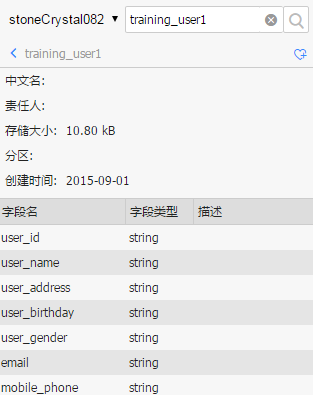 stoneCrystal082 ▼ training_user1
training_user1
中文名:
责任人:
存储大小: 10.80 kB
分区:
创建时间: 2015-09-01
字段名 字段类型 描述
user_id string
user_name string
user_address string
user_birthday string
user_gender string
email string
mobile_phone string